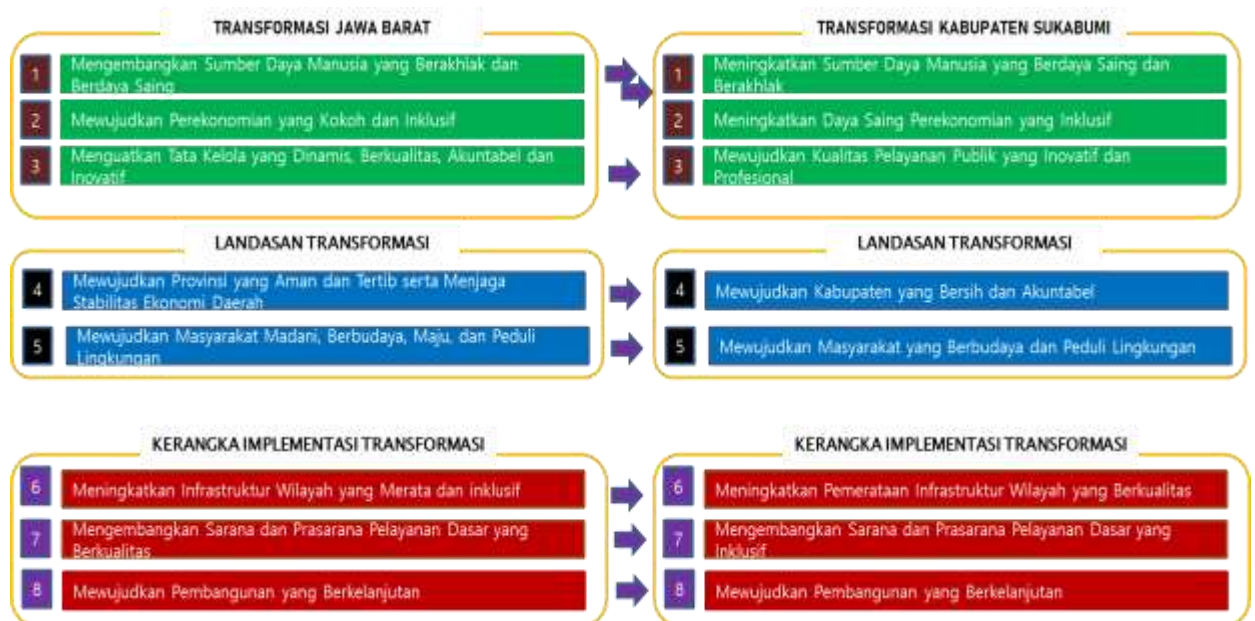 TRANSFORMASI JAWA BARAT
1
Mengembangkan Sumber Daya Manusia yang Berakhlak dan
Berdaya Saing
2
Mewujudkan Perekonomian yang Kokoh dan Inklusif
3
Menguatkan Tata Kelola yang Dinamis, Berkualitas, Akuntabel dan
Inovatif
TRANSFORMASI KABUPATEN SUKABUMI
1
Meningkatkan Sumber Daya Manusia yang Berdaya Saing dan
Berakhlak
2
Meningkatkan Daya Saing Perekonomian yang Inklusif
3
Mewujudkan Kualitas Pelayanan Publik yang Inovatif dan
Profesional
LANDASAN TRANSFORMASI
4
Mewujudkan Provinsi yang Aman dan Tertib serta Menjaga
Stabilitas Ekonomi Daerah
5
Mewujudkan Masyarakat Madani, Berbudaya, Maju, dan Peduli
Lingkungan
LANDASAN TRANSFORMASI
4
Mewujudkan Kabupaten yang Bersih dan Akuntabel
5
Mewujudkan Masyarakat yang Berbudaya dan Peduli Lingkungan
KERANGKA IMPLEMENTASI TRANSFORMASI
6
Meningkatkan Infrastruktur Wilayah yang Merata dan inklusif
7
Mengembangkan Sarana dan Prasarana Pelayanan Dasar yang
Berkualitas
8
Mewujudkan Pembangunan yang Berkelanjutan
KERANGKA IMPLEMENTASI TRANSFORMASI
6
Meningkatkan Pemerataan Infrastruktur Wilayah yang Berkualitas
7
Mengembangkan Sarana dan Prasarana Pelayanan Dasar yang
Inklusif
8
Mewujudkan Pembangunan yang Berkelanjutan